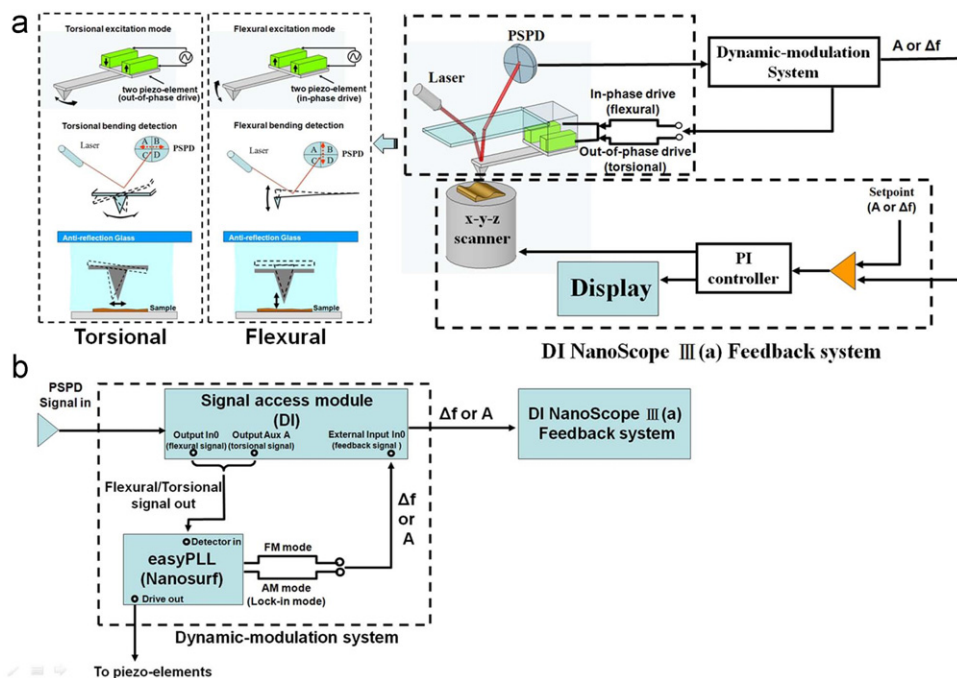 a
Torsional excitation mode
two piezo-element
(out-of-phase drive)
Torsional bending detection
Laser
A B
C D
PSPD
Anti-reflection Glass
Sample
Torsional
Flexural excitation mode
two piezo-element
(in-phase drive)
Flexural bending detection
Laser
A B
C D
PSPD
Anti-reflection Glass
Sample
Flexural
PSPD
Laser
Dynamic-modulation
System
A or Δf
In-phase drive
(flexural)
Out-of-phase drive
(torsional)
x-y-z
scanner
Setpoint
(A or Δf)
PI
controller
Display
DI NanoScope Ⅲ(a) Feedback system
b
PSPD
Signal in
Signal access module
(DI)
Output In0
(flexural signal)
Output Aux A
(torsional signal)
External Input In0
(feedback signal )
Δf or A
DI NanoScope Ⅲ(a)
Feedback system
Flexural/Torsional
signal out
Δf
or
A
Detector in
easyPLL
(Nanosurf)
Drive out
FM mode
AM mode
(Lock-in mode)
Dynamic-modulation system
To piezo-elements